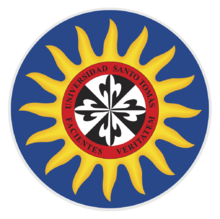 UNIVERSIDAD SANTO TOMÁS
FACIENTES VERITATEM